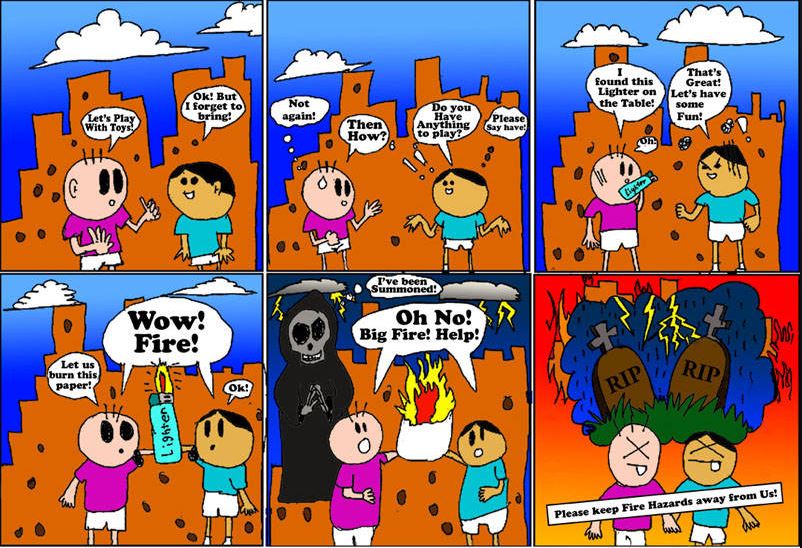 Let's Play
With Toys!
Ok! But
I forget to
bring!
Not
again!
Then
How?
Do you
Have
Anything
to play?
Please
Say have!
I
found this
Lighter on
the Table!
Oh!
That's
Great!
Let's have
some
Fun!
Lighter
Let us
burn this
paper!
Wow!
Fire!
Ok!
Lighter
I've been
Summoned!
Oh No!
Big Fire! Help!
RIP
RIP
Please keep Fire Hazards away from Us!